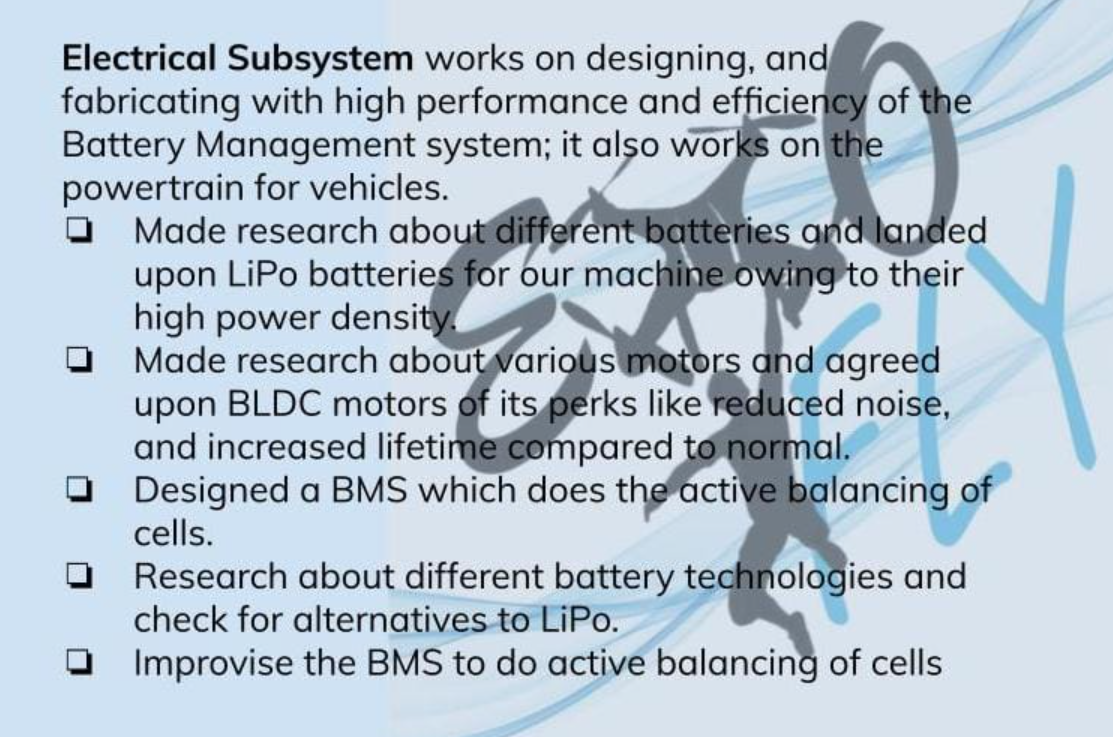 Electrical Subsystem works on designing, and
fabricating with high performance and efficiency of the
Battery Management system; it also works on the
powertrain for vehicles.
❏ Made research about different batteries and landed
upon LiPo batteries for our machine owing to their
high power density.
❏ Made research about various motors and agreed
upon BLDC motors of its perks like reduced noise,
and increased lifetime compared to normal.
❏ Designed a BMS which does the active balancing of
cells.
❏ Research about different battery technologies and
check for alternatives to LiPo.
❏ Improvise the BMS to do active balancing of cells
FLY